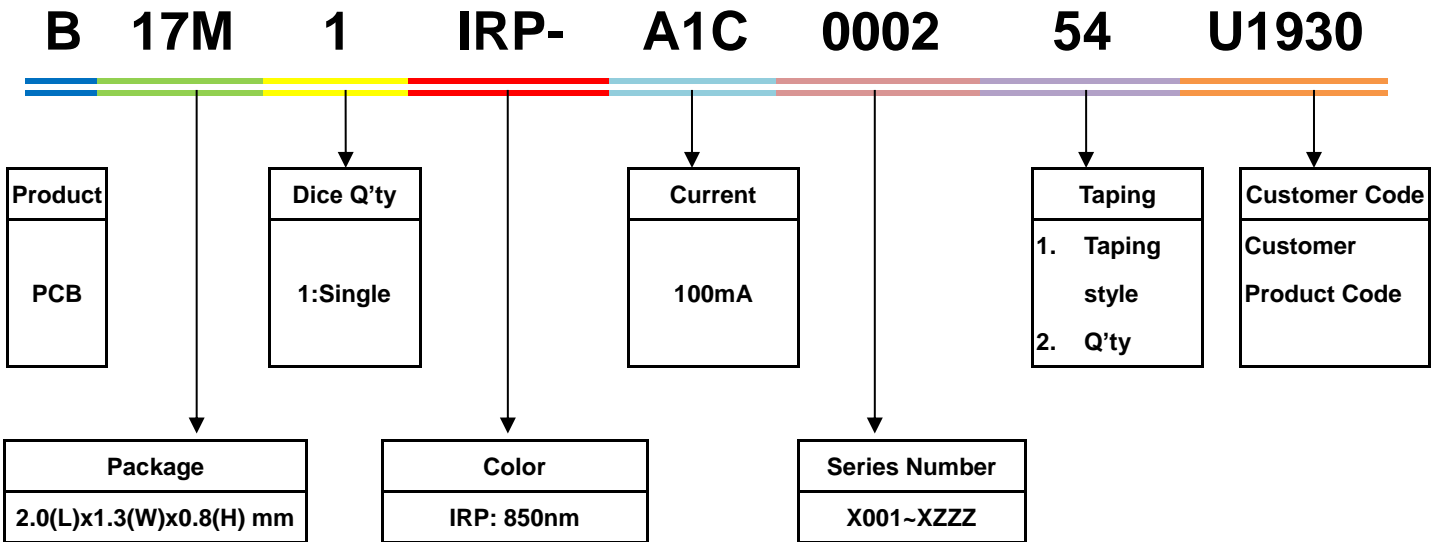 B 17M 1 IRP- A1C 0002 54 U1930
Product
PCB
Dice Q’ty
1:Single
Current
100mA
Taping
1. Taping
style
2. Q’ty
Customer Code
Customer
Product Code
Package
2.0(L)x1.3(W)x0.8(H) mm
Color
IRP: 850nm
Series Number
X001~XZZZ